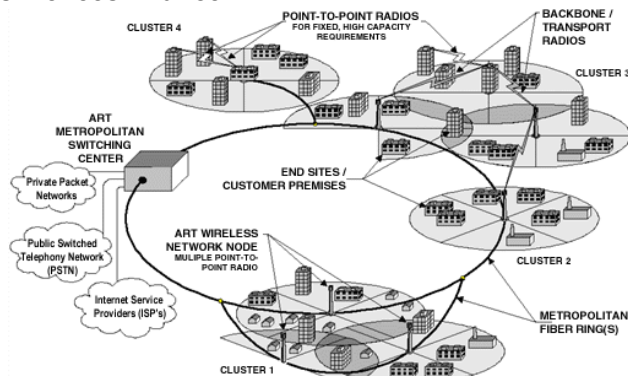 CLUSTER 4
POINT-TO-POINT RADIOS
FOR FIXED, HIGH CAPACITY
REQUIREMENTS
BACKBONE /
TRANSPORT
RADIOS
CLUSTER 3
ART
METROPOLITAN
SWITCHING
CENTER
Private Packet
Networks
Public Switched
Telephony Network
(PSTN)
Internet Service
Providers (ISP's)
END SITES /
CUSTOMER PREMISES
ART WIRELESS
NETWORK NODE
MULIPLE POINT-TO-
POINT RADIO
CLUSTER 2
METROPOLITAN
FIBER RING(S)
CLUSTER 1